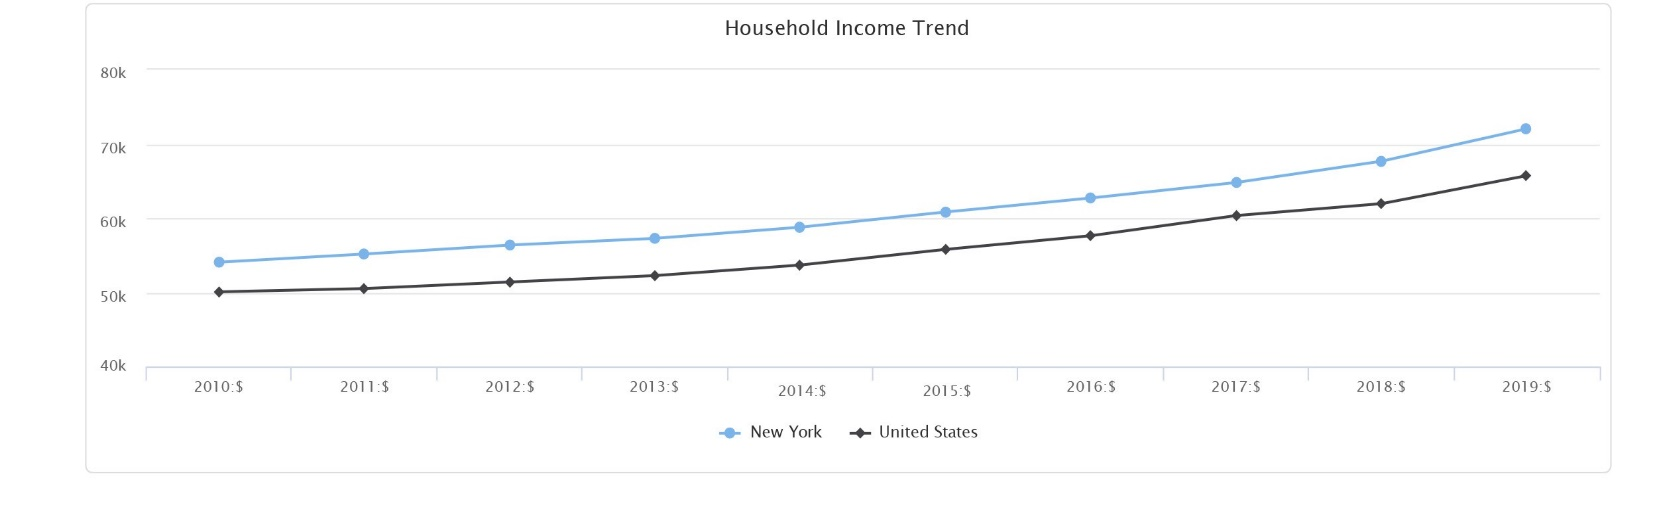 Household Income Trend
80k
70k
60k
50k
40k
2010:$ 2011:$ 2012:$ 2013:$ 2014:$ 2015:$ 2016:$ 2017:$ 2018:$ 2019:$
New York United States